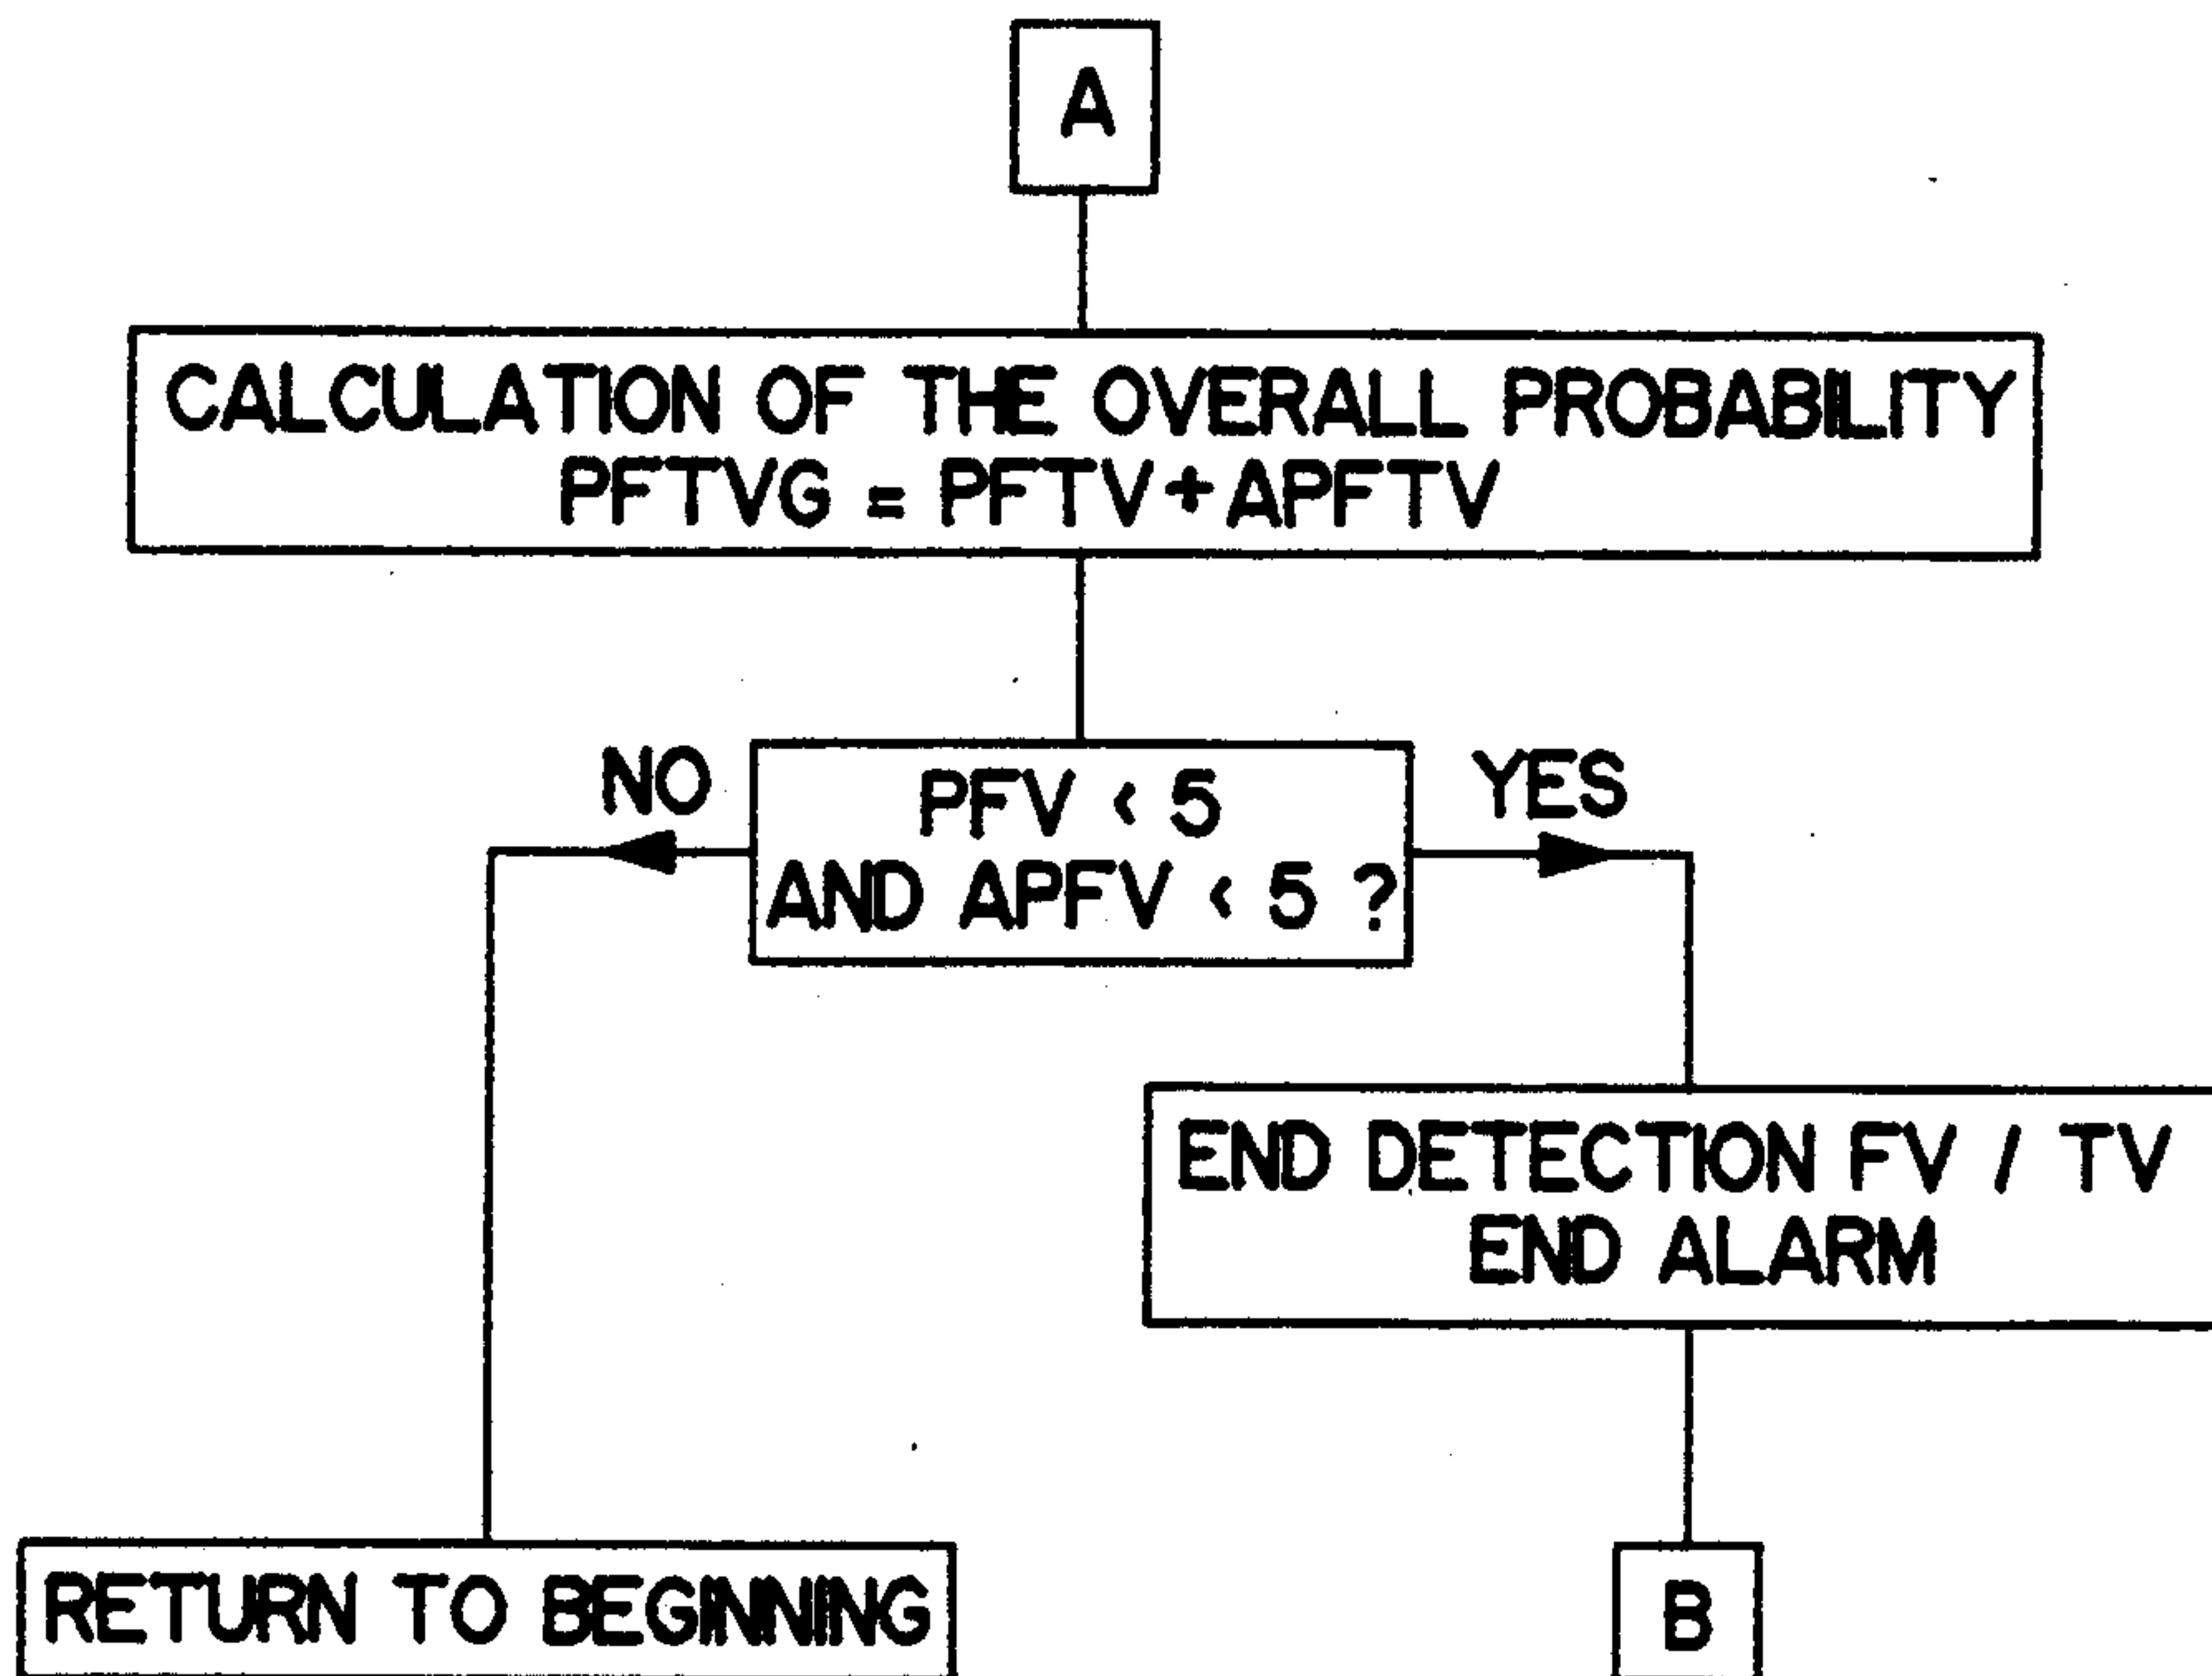 A
CALCULATION OF THE OVERALL PROBABILITY
PFTVG = PFTV+APFTV
NO
PFV < 5
AND APFV < 5 ?
YES
END DETECTION FV / TV
END ALARM
RETURN TO BEGINNING
B